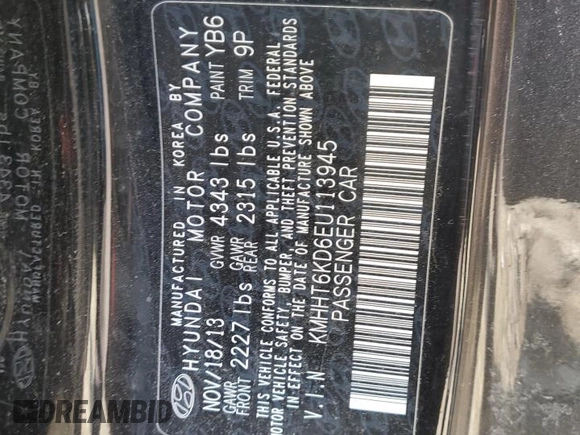 MANUFACTURED IN KOREA BY
HYUNDAI MOTOR COMPANY
NOV/18/13 GVWR 4343 lbs PAINT YB6
GAWR FRONT 2227 lbs GAWR REAR 2315 lbs TRIM 9P
THIS VEHICLE CONFORMS TO ALL APPLICABLE U.S.A. FEDERAL
MOTOR VEHICLE SAFETY, BUMPER, AND THEFT PREVENTION STANDARDS
IN EFFECT ON THE DATE OF MANUFACTURE SHOWN ABOVE
V.I.N KMHHT6KD6EU113945
PASSENGER CAR
DREAMBID